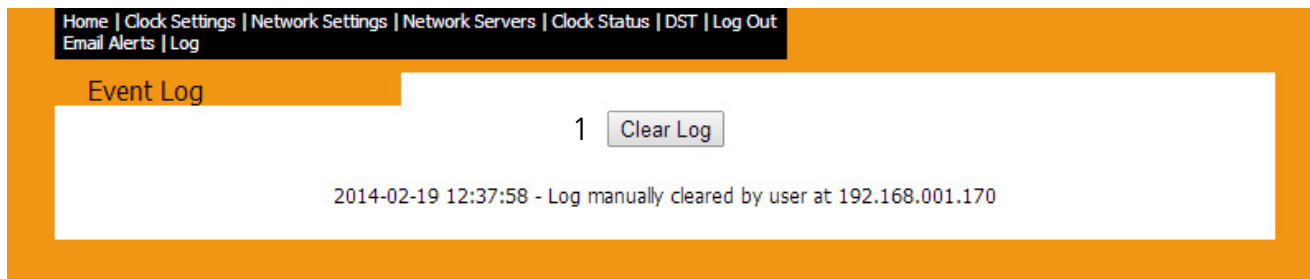 Home | Clock Settings | Network Settings | Network Servers | Clock Status | DST | Log Out
Email Alerts | Log
Event Log
1 Clear Log
2014-02-19 12:37:58 - Log manually cleared by user at 192.168.001.170